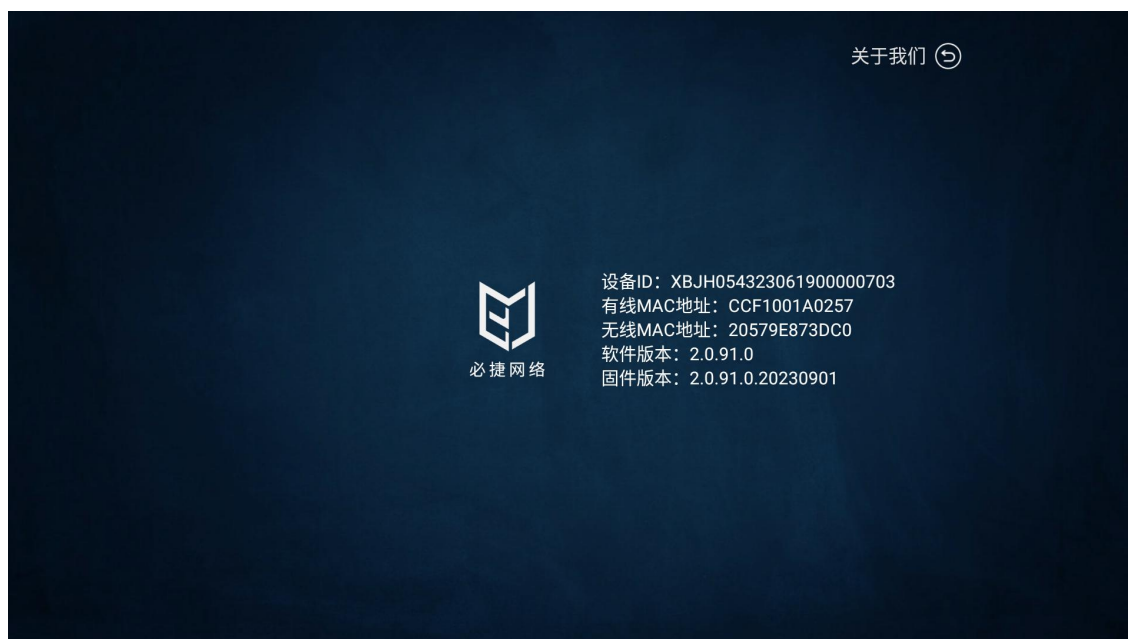 关于我们
设备ID：XBJH054323061900000703
有线MAC地址：CCF1001A0257
无线MAC地址：20579E873DC0
软件版本：2.0.91.0
固件版本：2.0.91.0.20230901
必捷网络